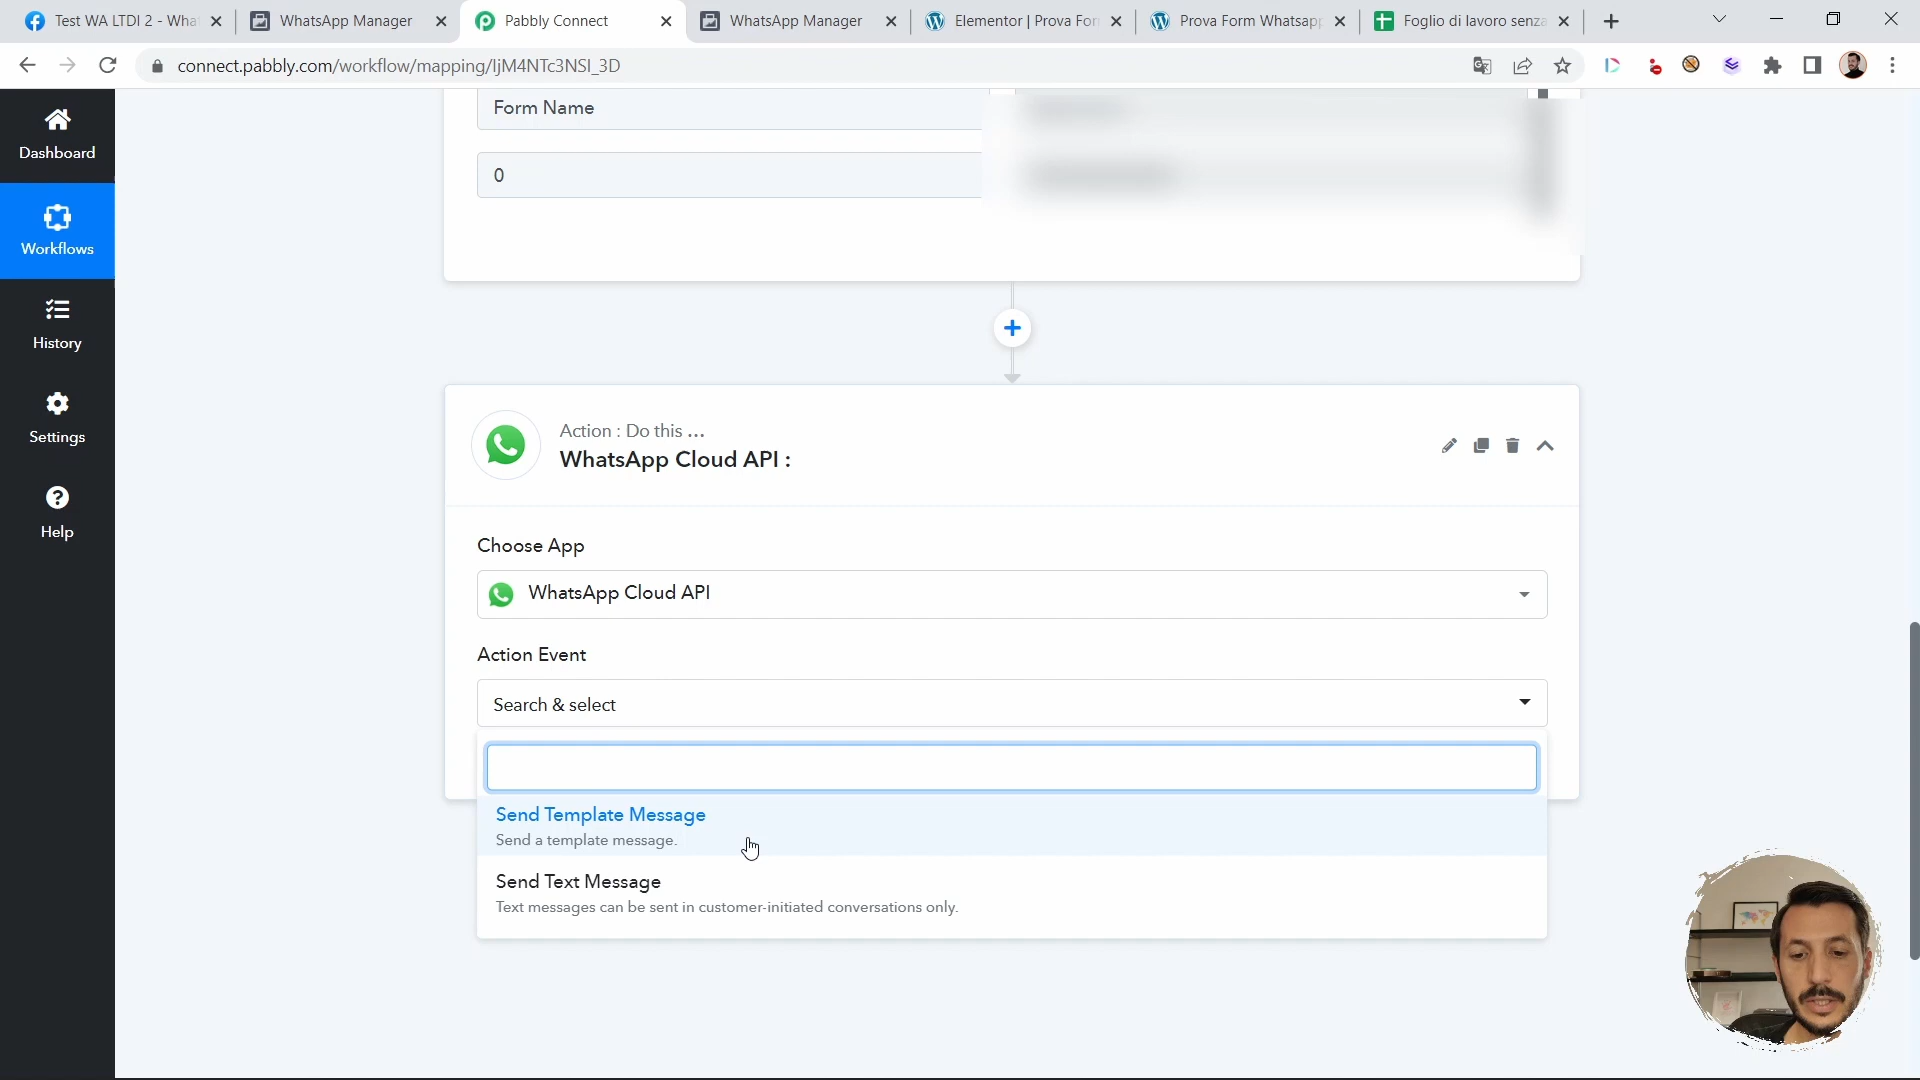 Test WA LTDI 2 - What
WhatsApp Manager
Pabbly Connect
WhatsApp Manager
Elementor | Prova For
Prova Form Whatsapp
Foglio di lavoro senza
connect.pabbly.com/workflow/mapping/IjM4NTc3NSI_3D
Dashboard
Workflows
History
Settings
Help
Form Name
0
Action : Do this ...
WhatsApp Cloud API :
Choose App
WhatsApp Cloud API
Action Event
Search & select
Send Template Message
Send a template message.
Send Text Message
Text messages can be sent in customer-initiated conversations only.